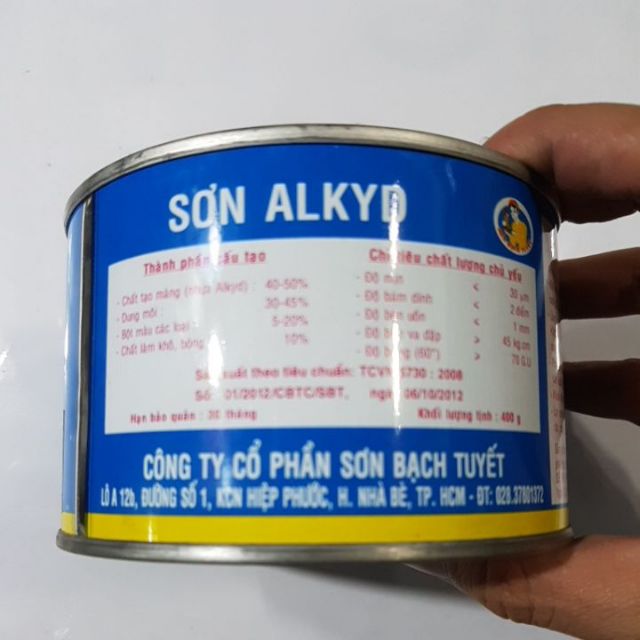 SƠN ALKYD
Thành phần cấu tạo
- Chất tạo màng (nhựa Alkyd) : 40-50%
- Dung môi : 30-45%
- Bột màu các loại : 5-20%
- Chất làm khô, bóng 10%
Chỉ tiêu chất lượng chủ yếu
- Độ mịn < 30 µm
- Độ bám dính < 2 điểm
- Độ bền uốn < 1 mm
- Độ bền va đập > 45 kg.cm
- Độ bóng (60°) > 70 G.U
Sản xuất theo tiêu chuẩn: TCVN 5730 : 2008
Số: 01/2012/CBTC/SBT, ngày 06/10/2012
Hạn bảo quản : 36 tháng Khối lượng tịnh : 400 g
CÔNG TY CỔ PHẦN SƠN BẠCH TUYẾT
LÔ A 12b, ĐƯỜNG SỐ 1, KCN HIỆP PHƯỚC, H. NHÀ BÈ, TP. HCM - ĐT: 028.37801372